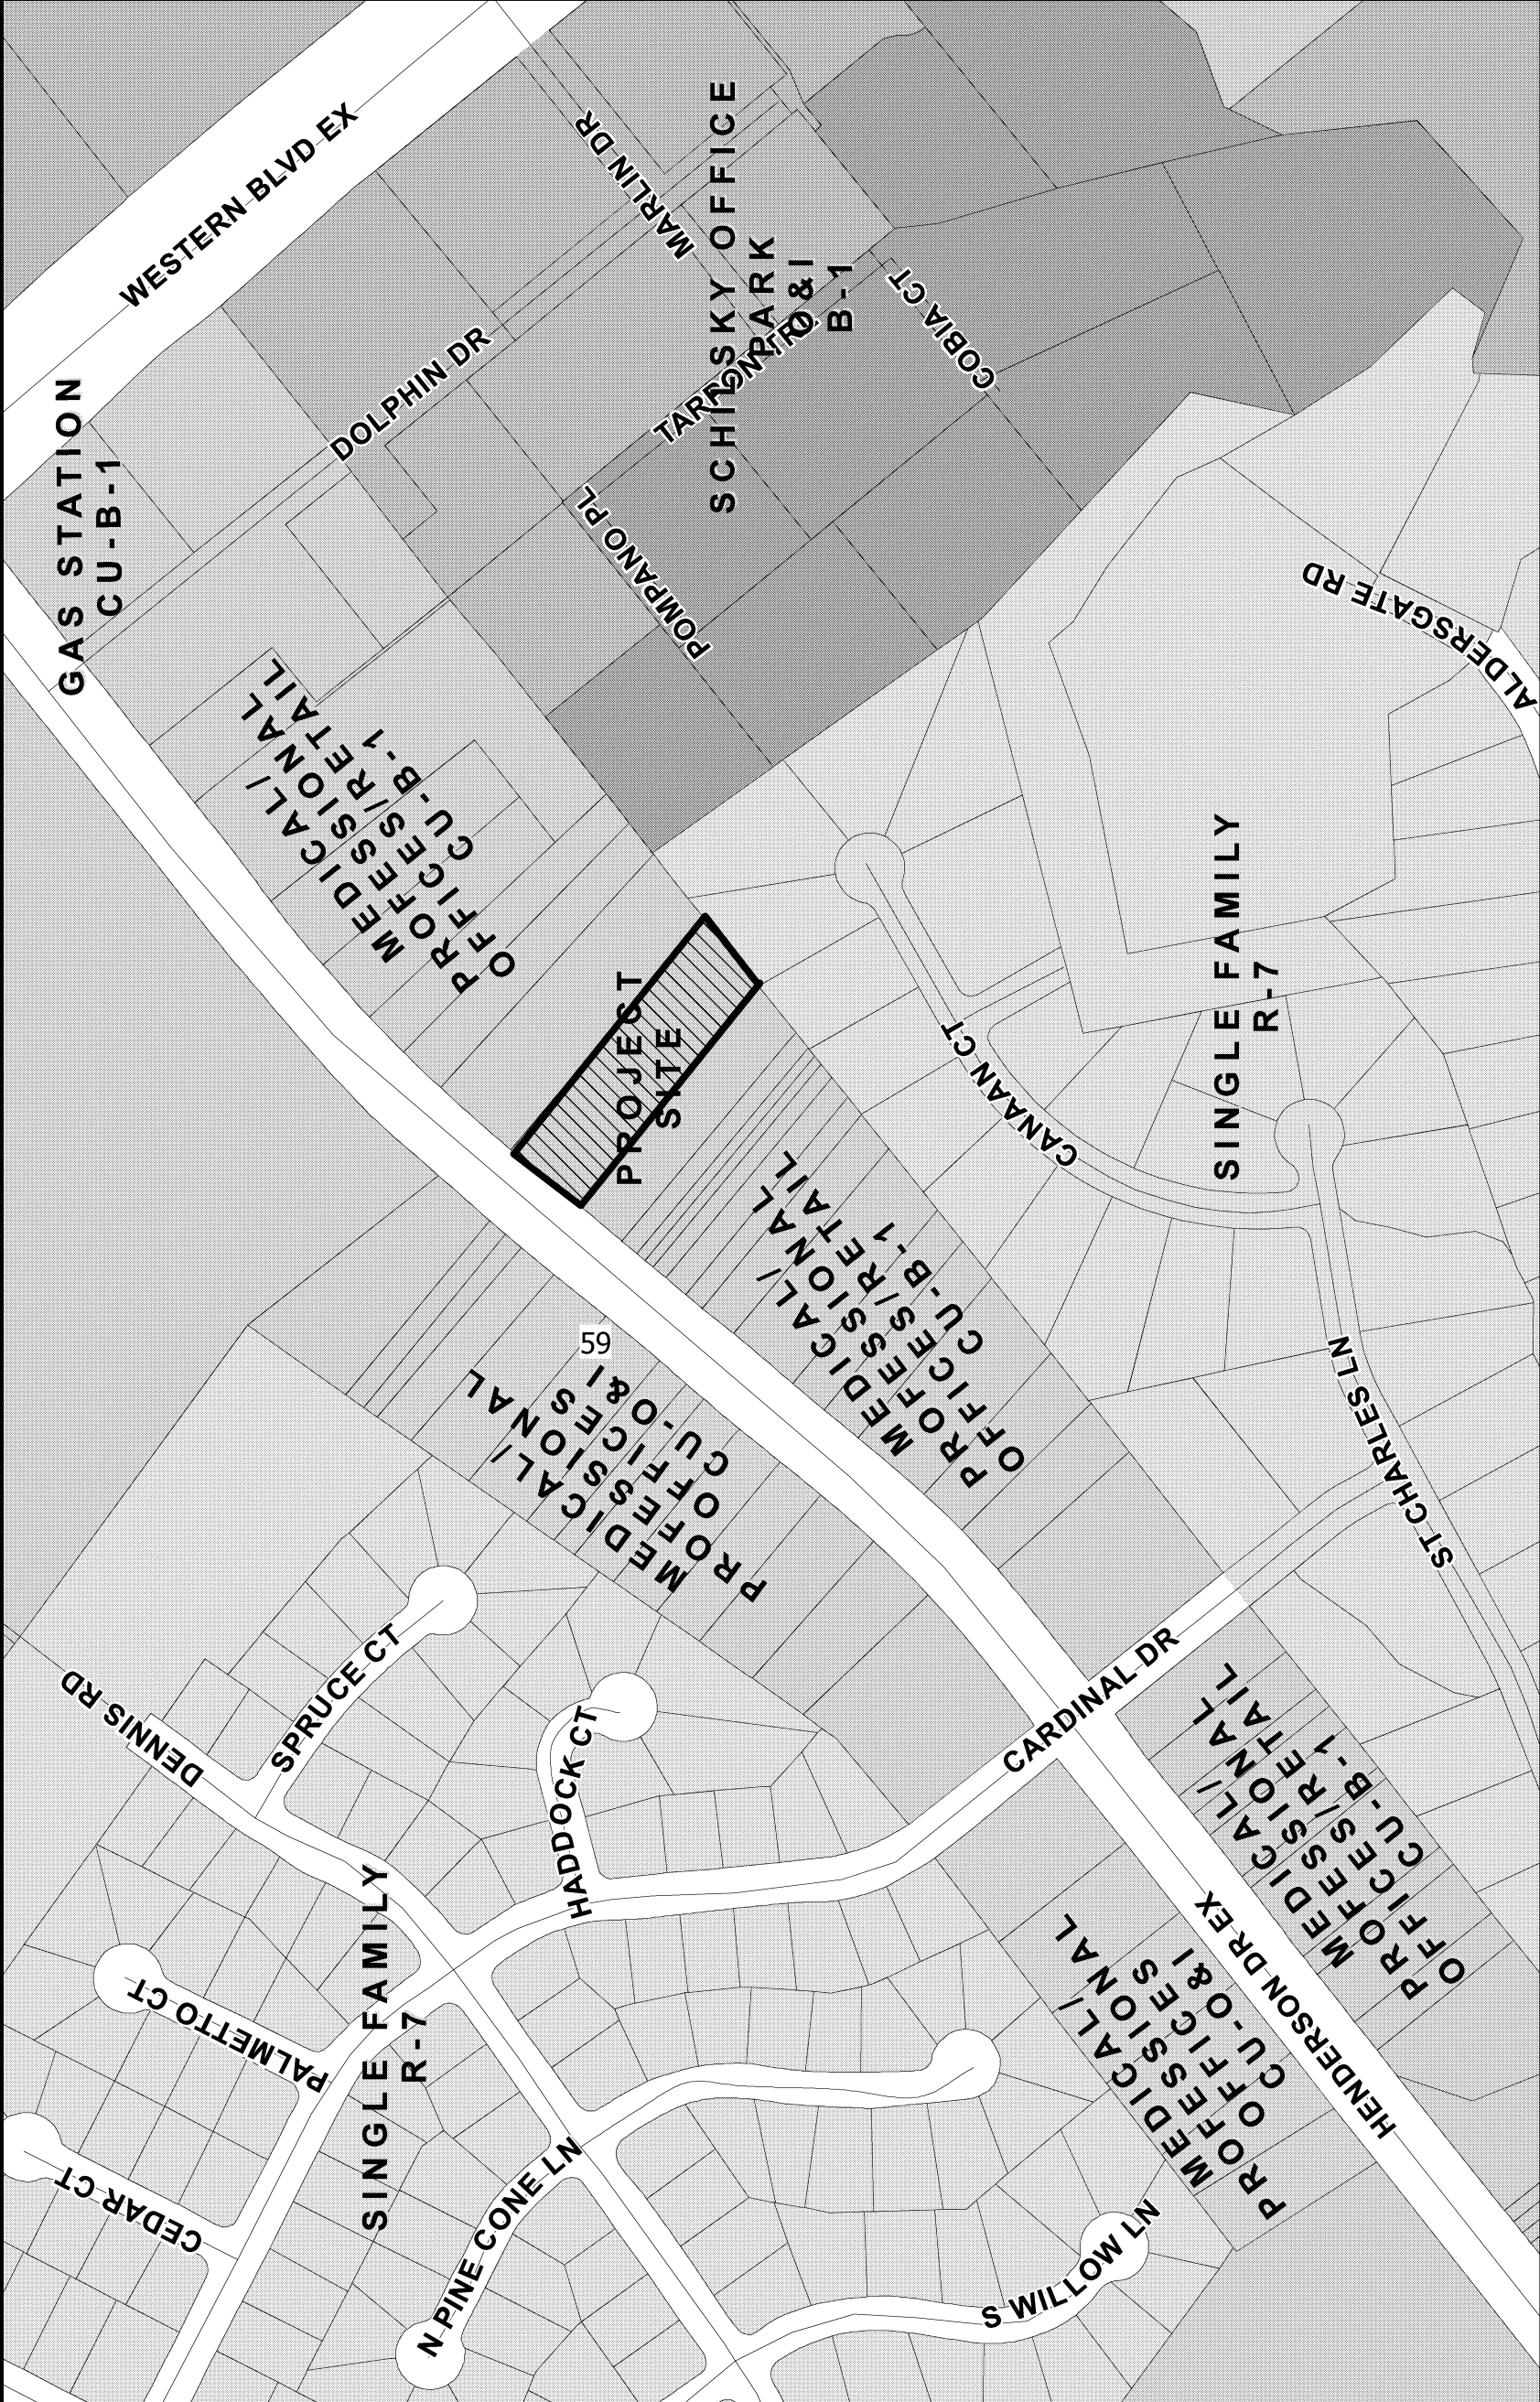 WESTERN BLVD EX
MARLIN DR
SCHILSKY OFFICE
PARK
O&I
B-1
DOLPHIN DR
COBIA CT
GAS STATION
CU-B-1
POMPANO PL
ALDERSGATE RD
MEDICAL/
PROFESSIONAL
OFFICES/RETAIL
CU-B-1
PROJECT
SITE
SINGLE FAMILY
R-7
CANAAN CT
MEDICAL/
PROFESSIONAL
OFFICES/RETAIL
CU-B-1
59
MEDICAL/
PROFESSIONAL
OFFICES
CU-O&I
ST CHARLES LN
SPRUCE CT
DENNIS RD
HADDOCK CT
CARDINAL DR
MEDICAL/
PROFESSIONAL
OFFICES/RETAIL
CU-B-1
SINGLE FAMILY
R-7
PALMETTO CT
HENDERSON DR EX
MEDICAL/
PROFESSIONAL
OFFICES
CU-O&I
CEDAR CT
N PINE CONE LN
S WILLOW LN